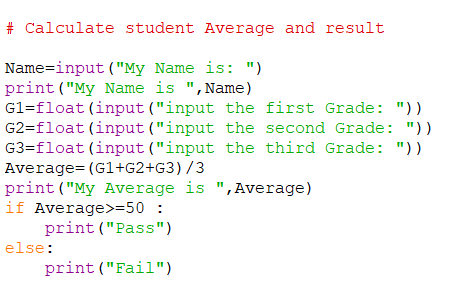 # Calculate student Average and result
Name=input("My Name is: ")
print("My Name is ",Name)
G1=float(input("input the first Grade: "))
G2=float(input("input the second Grade: "))
G3=float(input("input the third Grade: "))
Average=(G1+G2+G3)/3
print("My Average is ",Average)
if Average>=50 :
    print("Pass")
else:
    print("Fail")